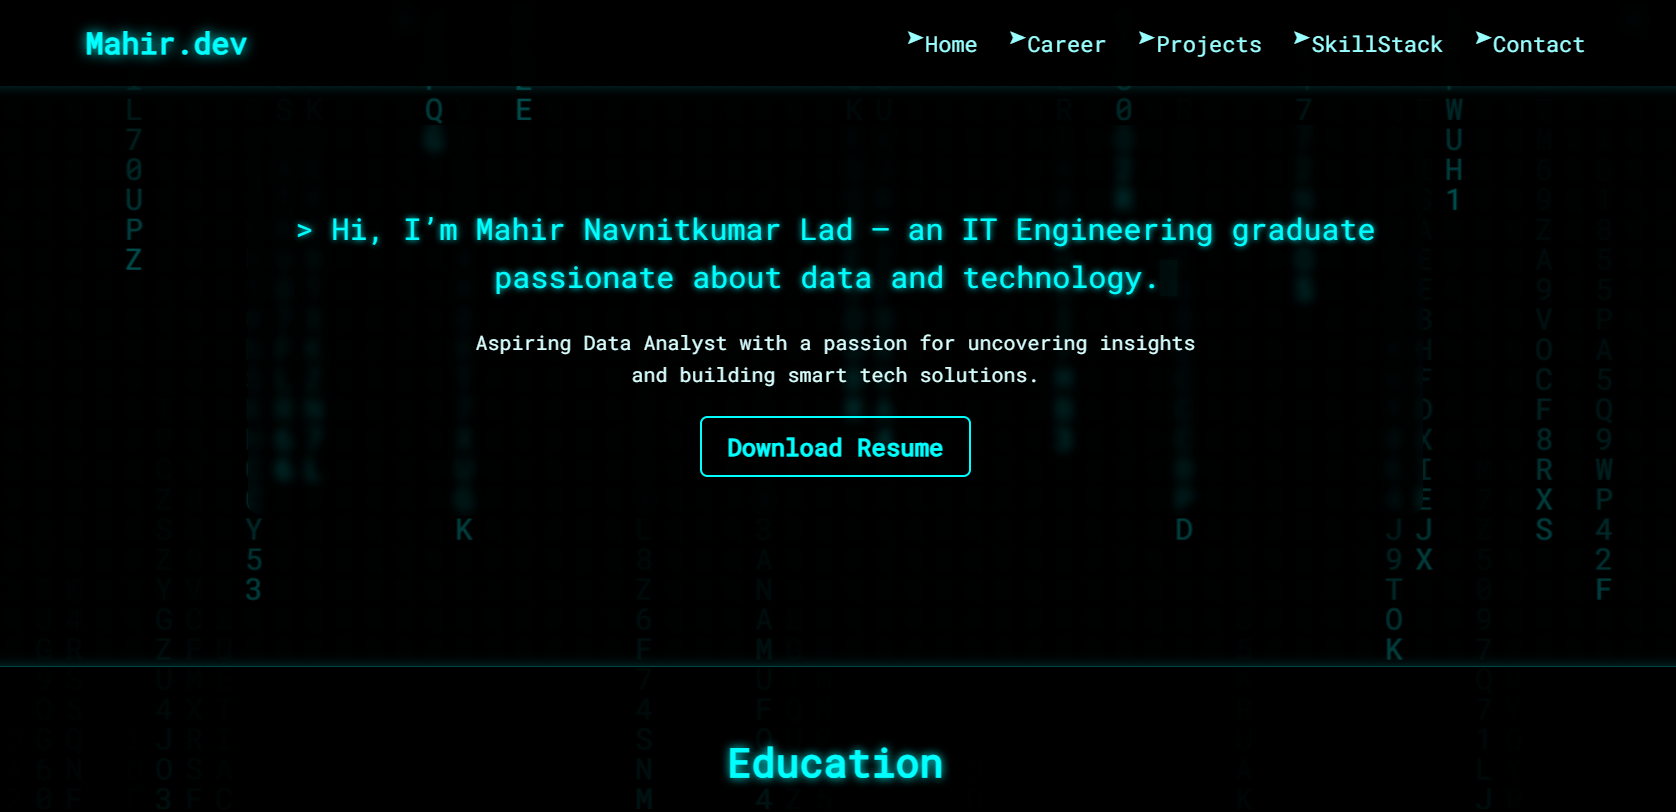 Mahir.dev
➤Home ➤Career ➤Projects ➤SkillStack ➤Contact
> Hi, I’m Mahir Navnitkumar Lad – an IT Engineering graduate
passionate about data and technology.
Aspiring Data Analyst with a passion for uncovering insights
and building smart tech solutions.
Download Resume
Education